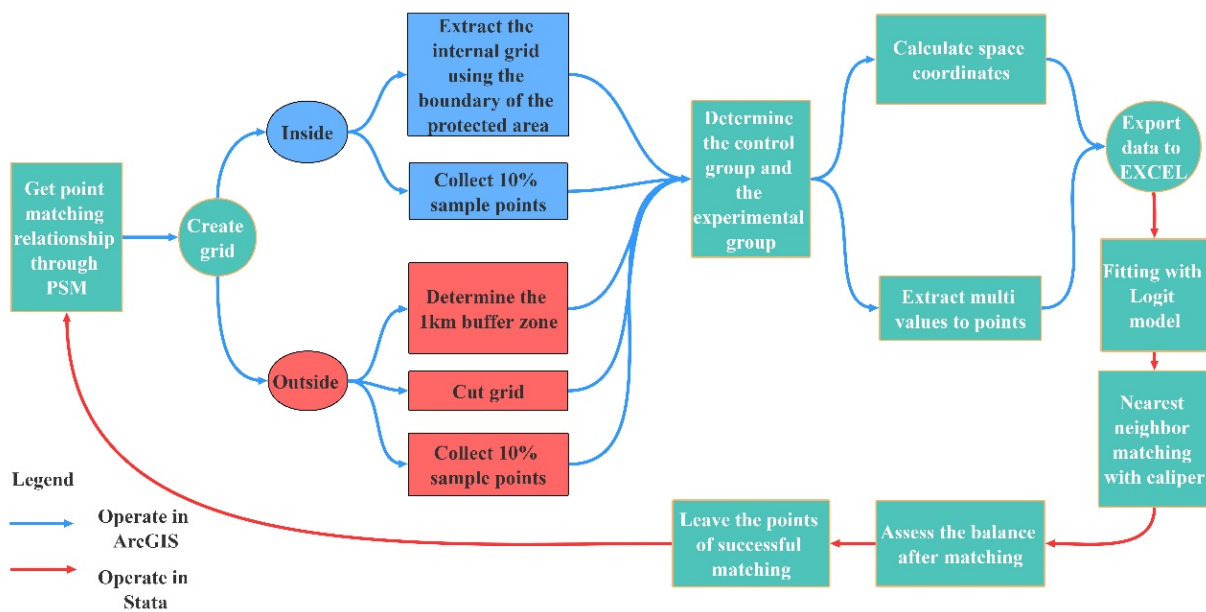 Get point
matching
relationship
through
PSM
Create
grid
Inside
Outside
Extract the
internal grid
using the
boundary of the
protected area
Collect 10%
sample points
Determine the
1km buffer zone
Cut grid
Collect 10%
sample points
Determine
the control
group and
the
experimental
group
Calculate space
coordinates
Extract multi
values to points
Export
data to
EXCEL
Fitting with
Logit
model
Nearest
neighbor
matching
with caliper
Assess the balance
after matching
Leave the points
of successful
matching
Legend
Operate in
ArcGIS
Operate in
Stata